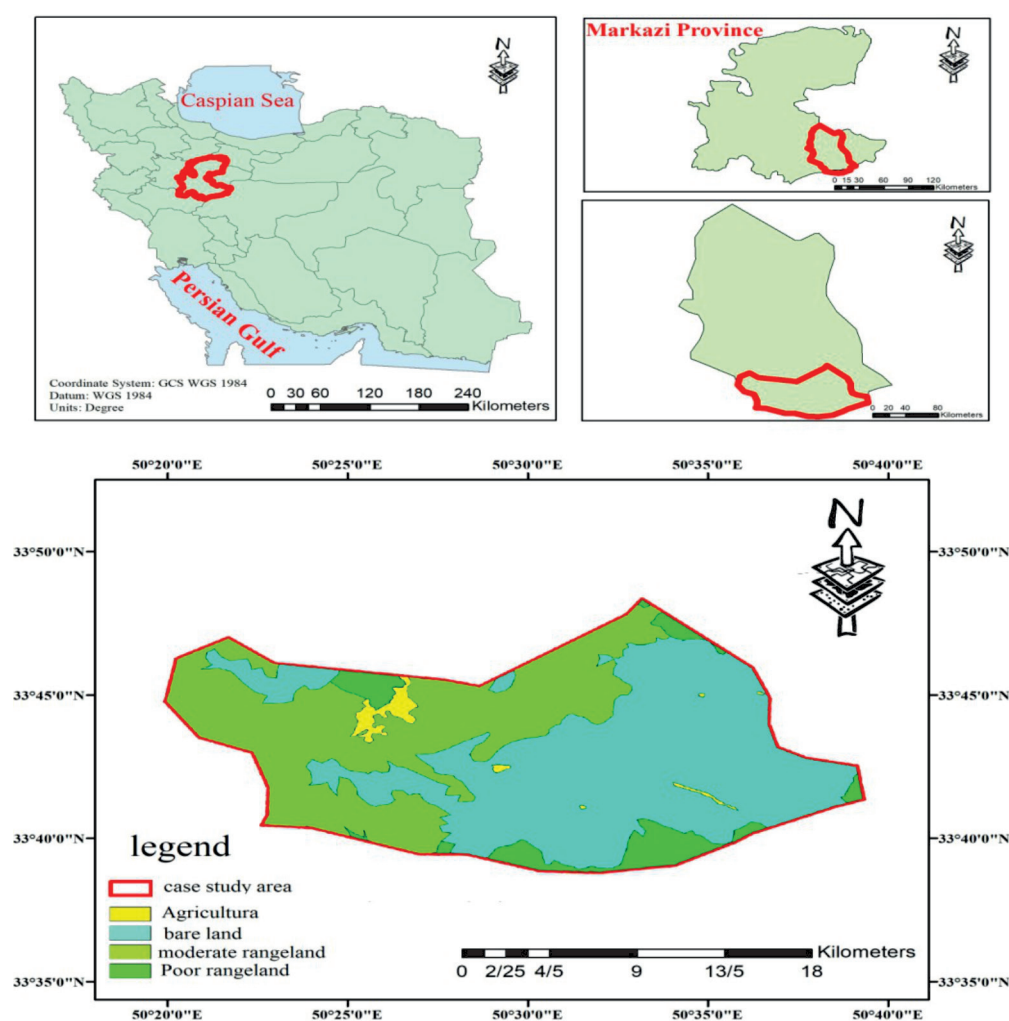 N
Caspian Sea
Persian Gulf
Coordinate System: GCS WGS 1984
Datum: WGS 1984
Units: Degree
0 30 60 120 180 240
Kilometers
Markazi Province
N
0 15 30 60 90 120
Kilometers
N
0 20 40 80
Kilometers
50°20'0"E 50°25'0"E 50°30'0"E 50°35'0"E 50°40'0"E
N
33°50'0"N 33°50'0"N
33°45'0"N 33°45'0"N
33°40'0"N 33°40'0"N
legend
case study area
Agricultura
bare land
moderate rangeland
Poor rangeland
Kilometers
0 2/25 4/5 9 13/5 18
33°35'0"N 33°35'0"N
50°20'0"E 50°25'0"E 50°30'0"E 50°35'0"E 50°40'0"E